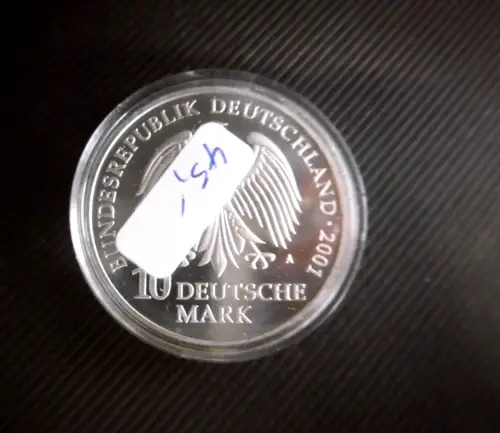 BUNDESREPUBLIK DEUTSCHLAND · 2001
A
10 DEUTSCHE
MARK